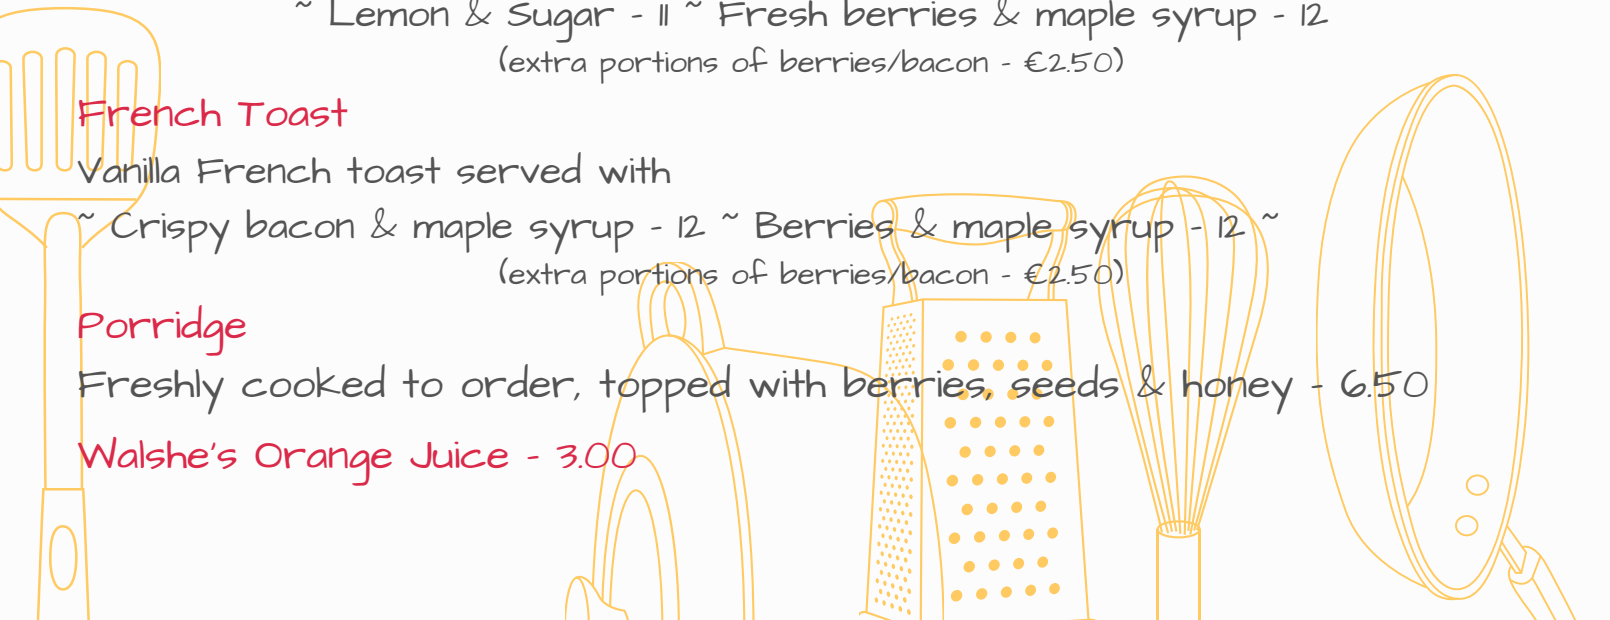 ~ Lemon & Sugar - 11 ~ Fresh berries & maple syrup - 12
(extra portions of berries/bacon - €2.50)
French Toast
Vanilla French toast served with
~ Crispy bacon & maple syrup - 12 ~ Berries & maple syrup - 12 ~
(extra portions of berries/bacon - €2.50)
Porridge
Freshly cooked to order, topped with berries, seeds & honey - 6.50
Walshe's Orange Juice - 3.00